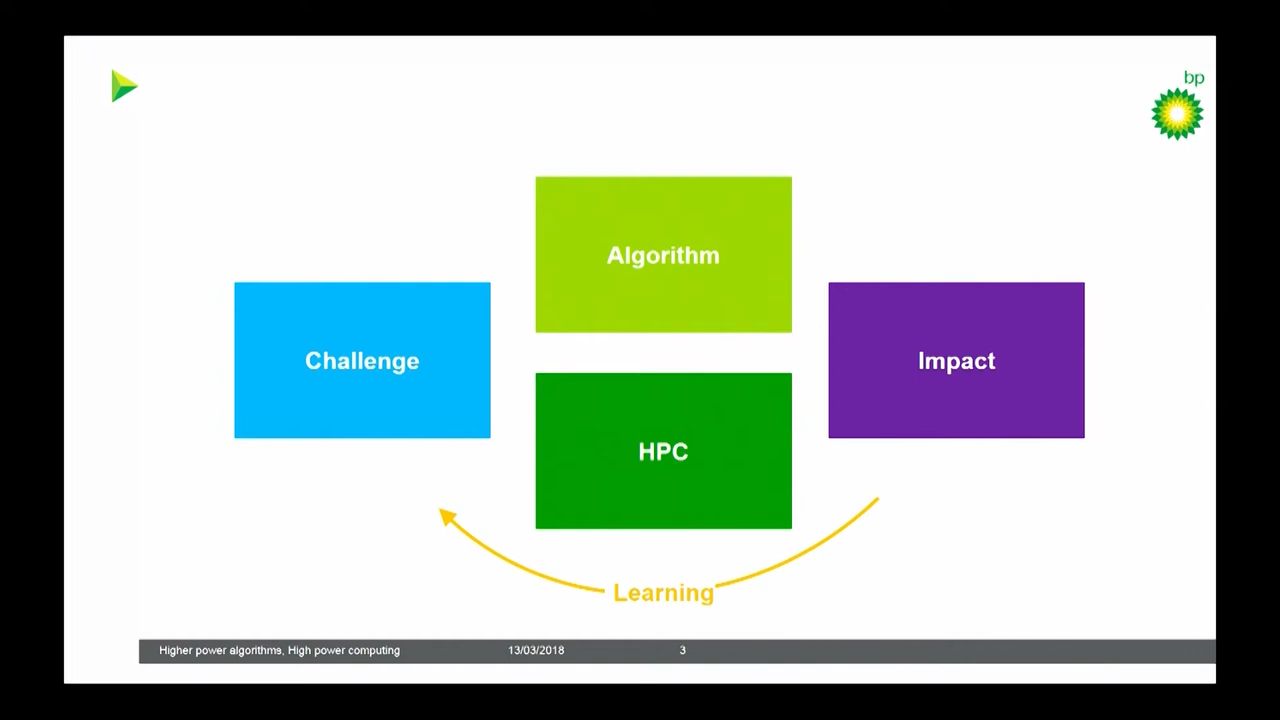 bp
Algorithm
Challenge
Impact
HPC
Learning
Higher power algorithms, High power computing 13/03/2018 3